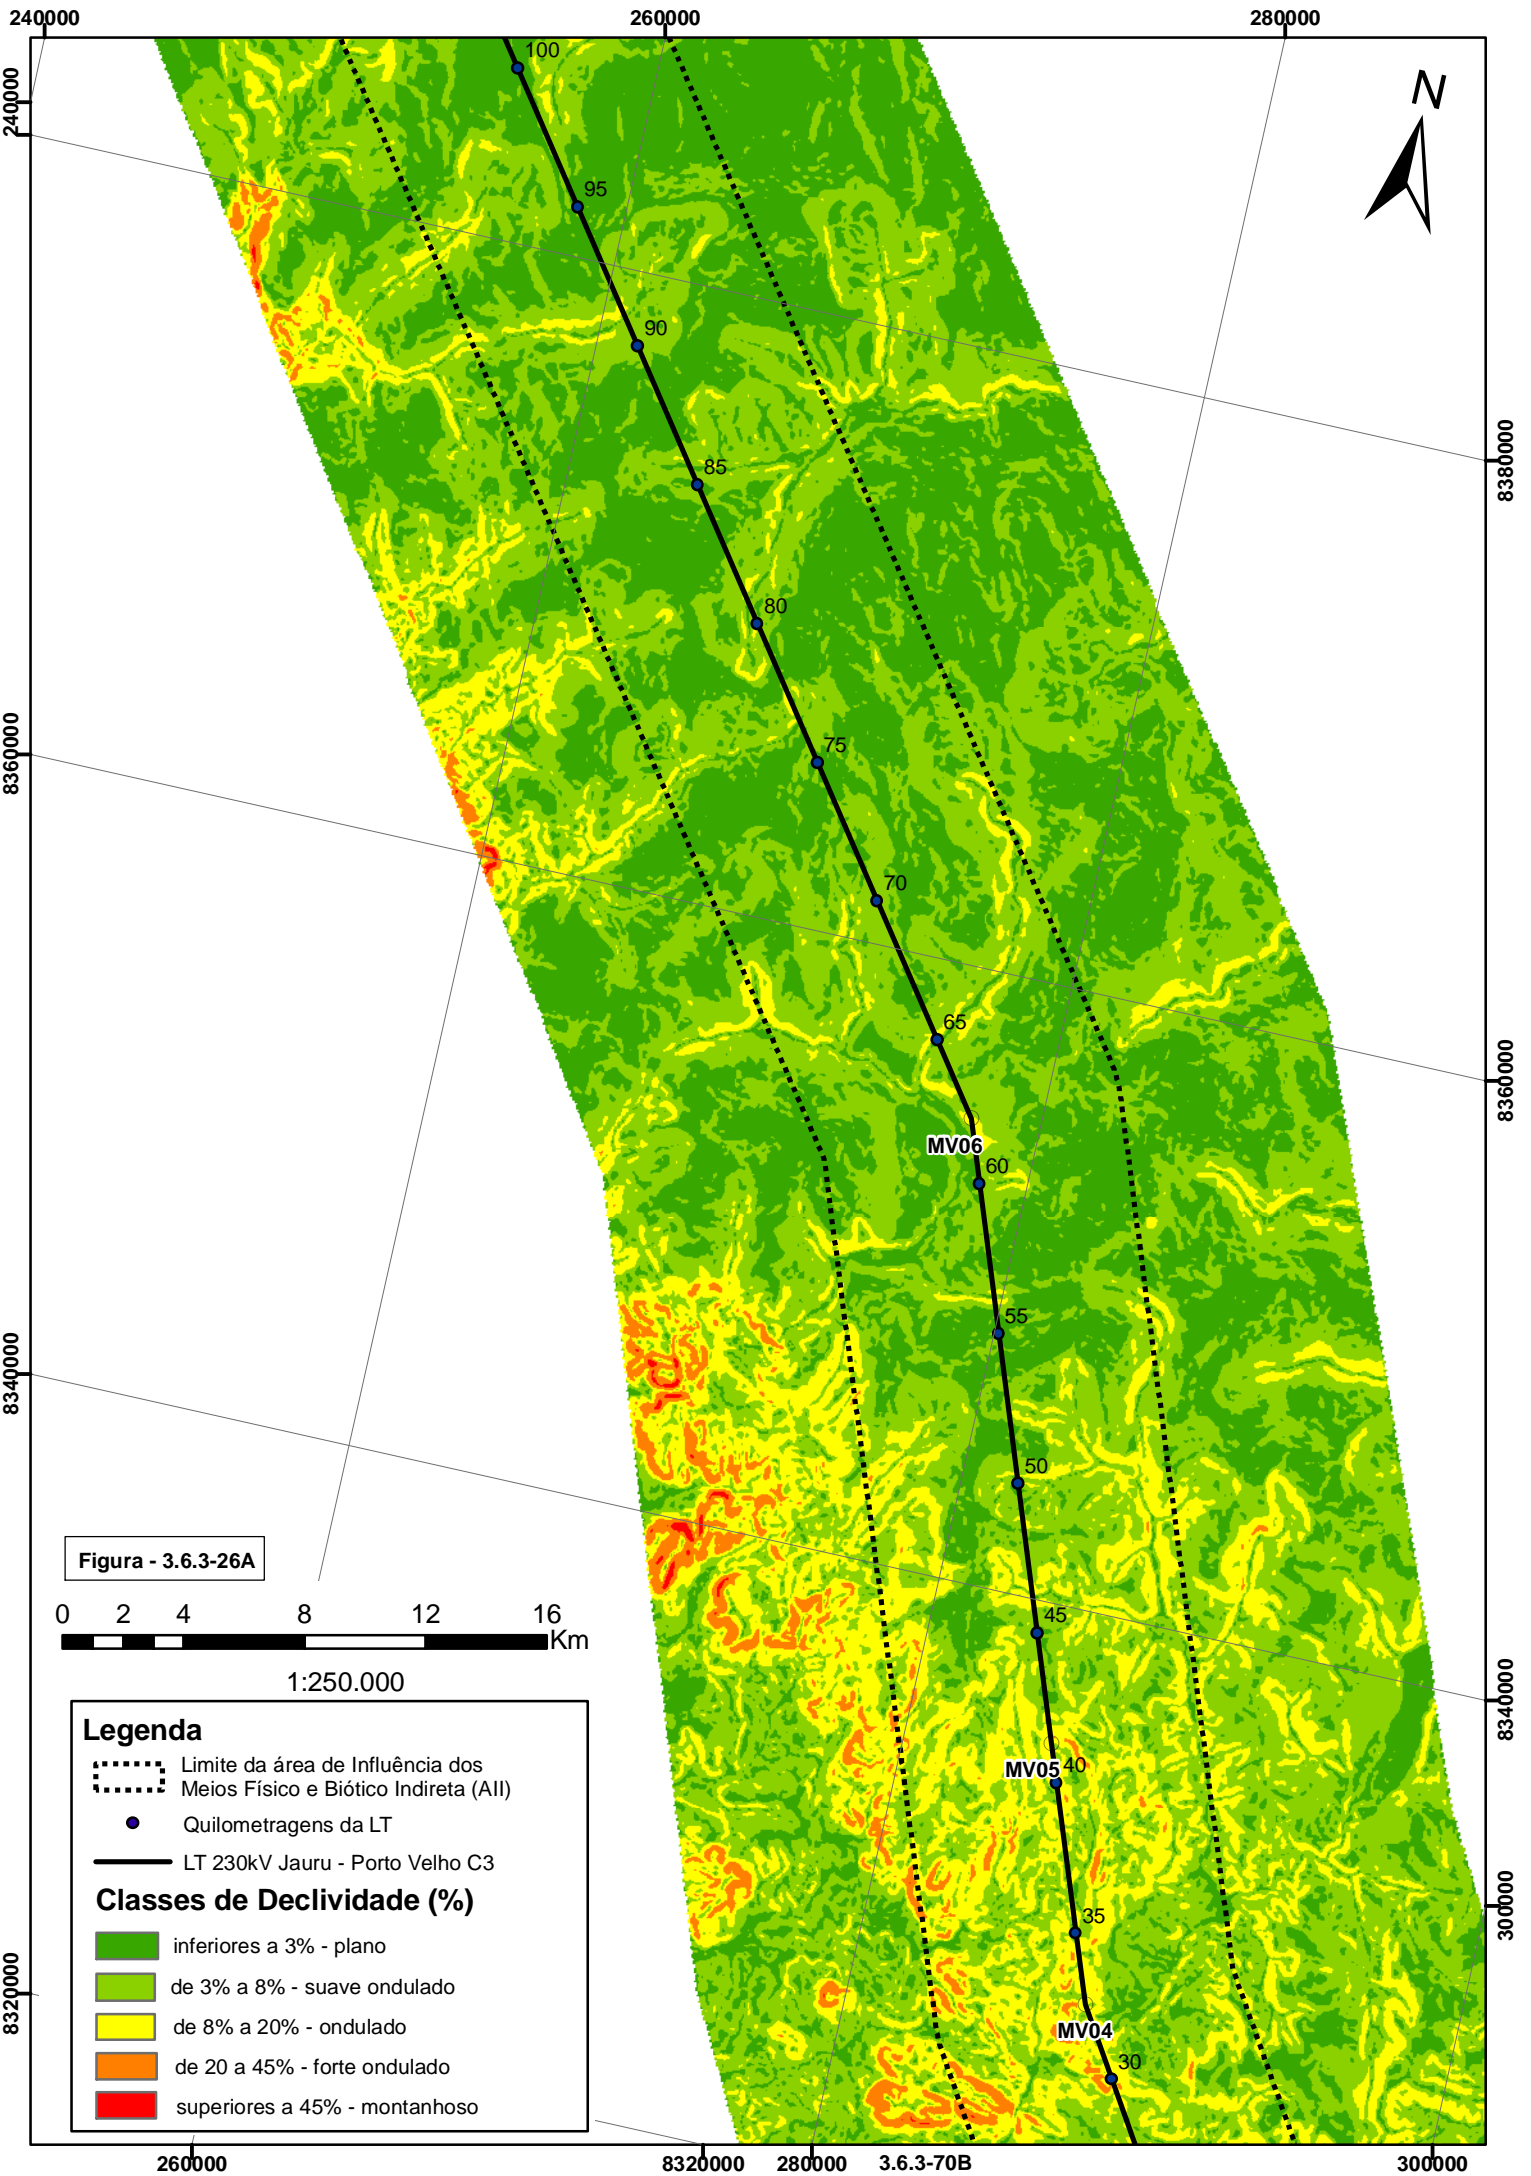 240000
260000
280000
240000
N
100
95
90
85
80
75
70
65
MV06
60
55
50
45
MV05
40
35
MV04
30
8380000
8360000
8360000
8340000
8340000
300000
8320000
Figura - 3.6.3-26A
0 2 4 8 12 16
Km
1:250.000
Legenda
Limite da área de Influência dos
Meios Físico e Biótico Indireta (AII)
Quilometragens da LT
LT 230kV Jauru - Porto Velho C3
Classes de Declividade (%)
inferiores a 3% - plano
de 3% a 8% - suave ondulado
de 8% a 20% - ondulado
de 20 a 45% - forte ondulado
superiores a 45% - montanhoso
260000
8320000
280000
3.6.3-70B
300000